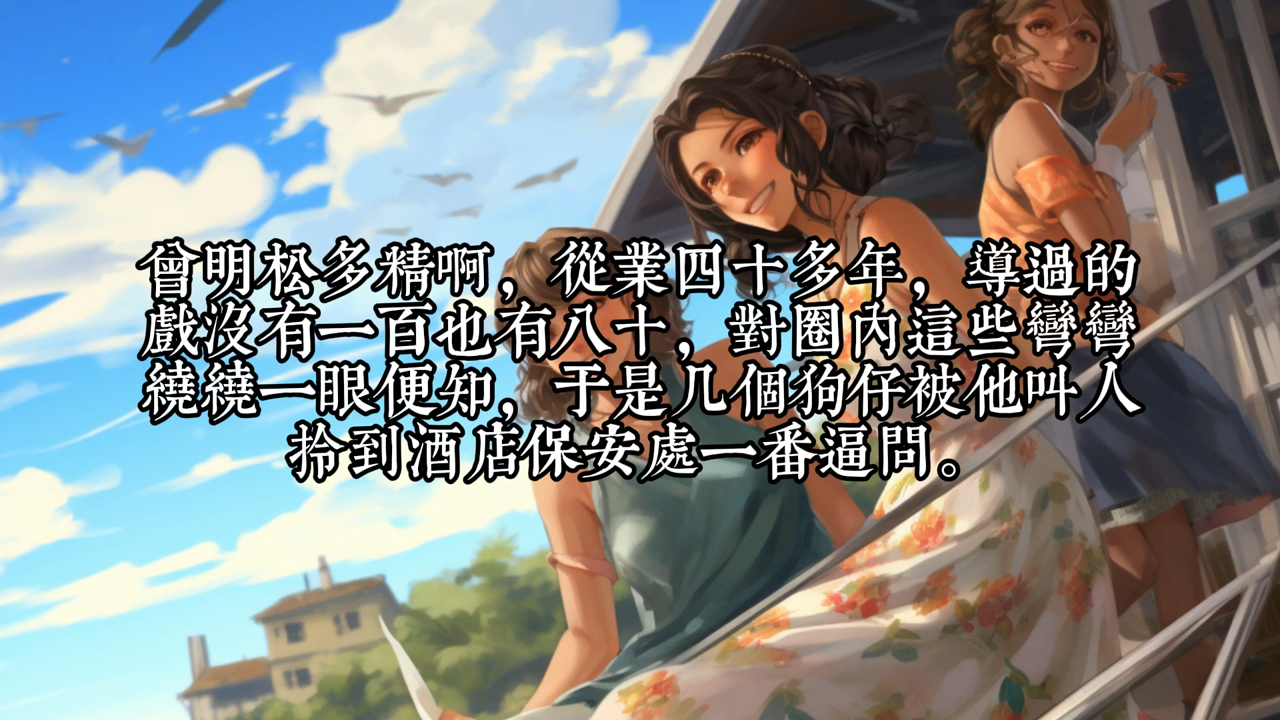 曾明松多精啊，從業四十多年，導過的
戲沒有一百也有八十，對圈內這些彎彎
繞繞一眼便知，于是几個狗仔被他叫人
拎到酒店保安處一番逼問。